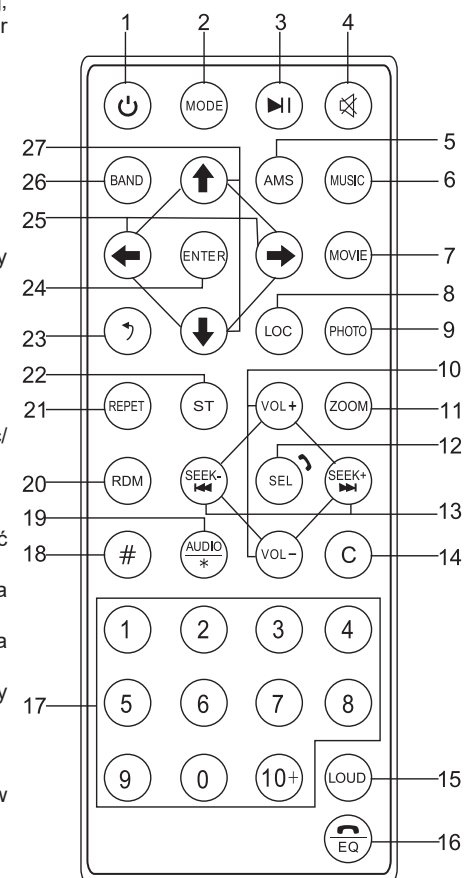 ,
r
1 2 3 4
MODE
27
5
26 BAND AMS MUSIC 6
25
y
ENTER MOVIE 7
24
8
23 LOC PHOTO 9
22
10
21 REPET ST VOL+ ZOOM 11
/
12
20 RDM SEEK- SEL SEEK+
19
13
ć
18 # AUDIO * VOL- C 14
a
1 2 3 4
a
17 5 6 7 8
y
9 0 10+ LOUD 15
w
EQ 16